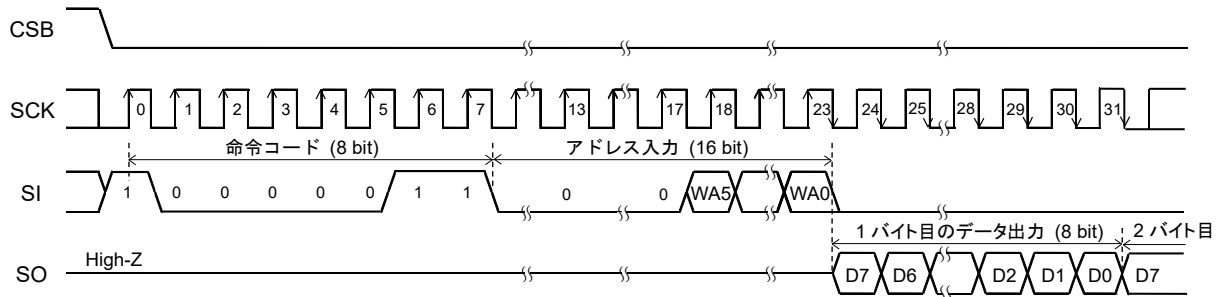 CSB
SCK 0 1 2 3 4 5 6 7 13 17 18 23 24 25 28 29 30 31
命令コード (8 bit) アドレス入力 (16 bit)
SI 1 0 0 0 0 0 1 1 0 0 WA5 WA0
1 バイト目のデータ出力 (8 bit) 2 バイト目
High-Z
SO D7 D6 D2 D1 D0 D7